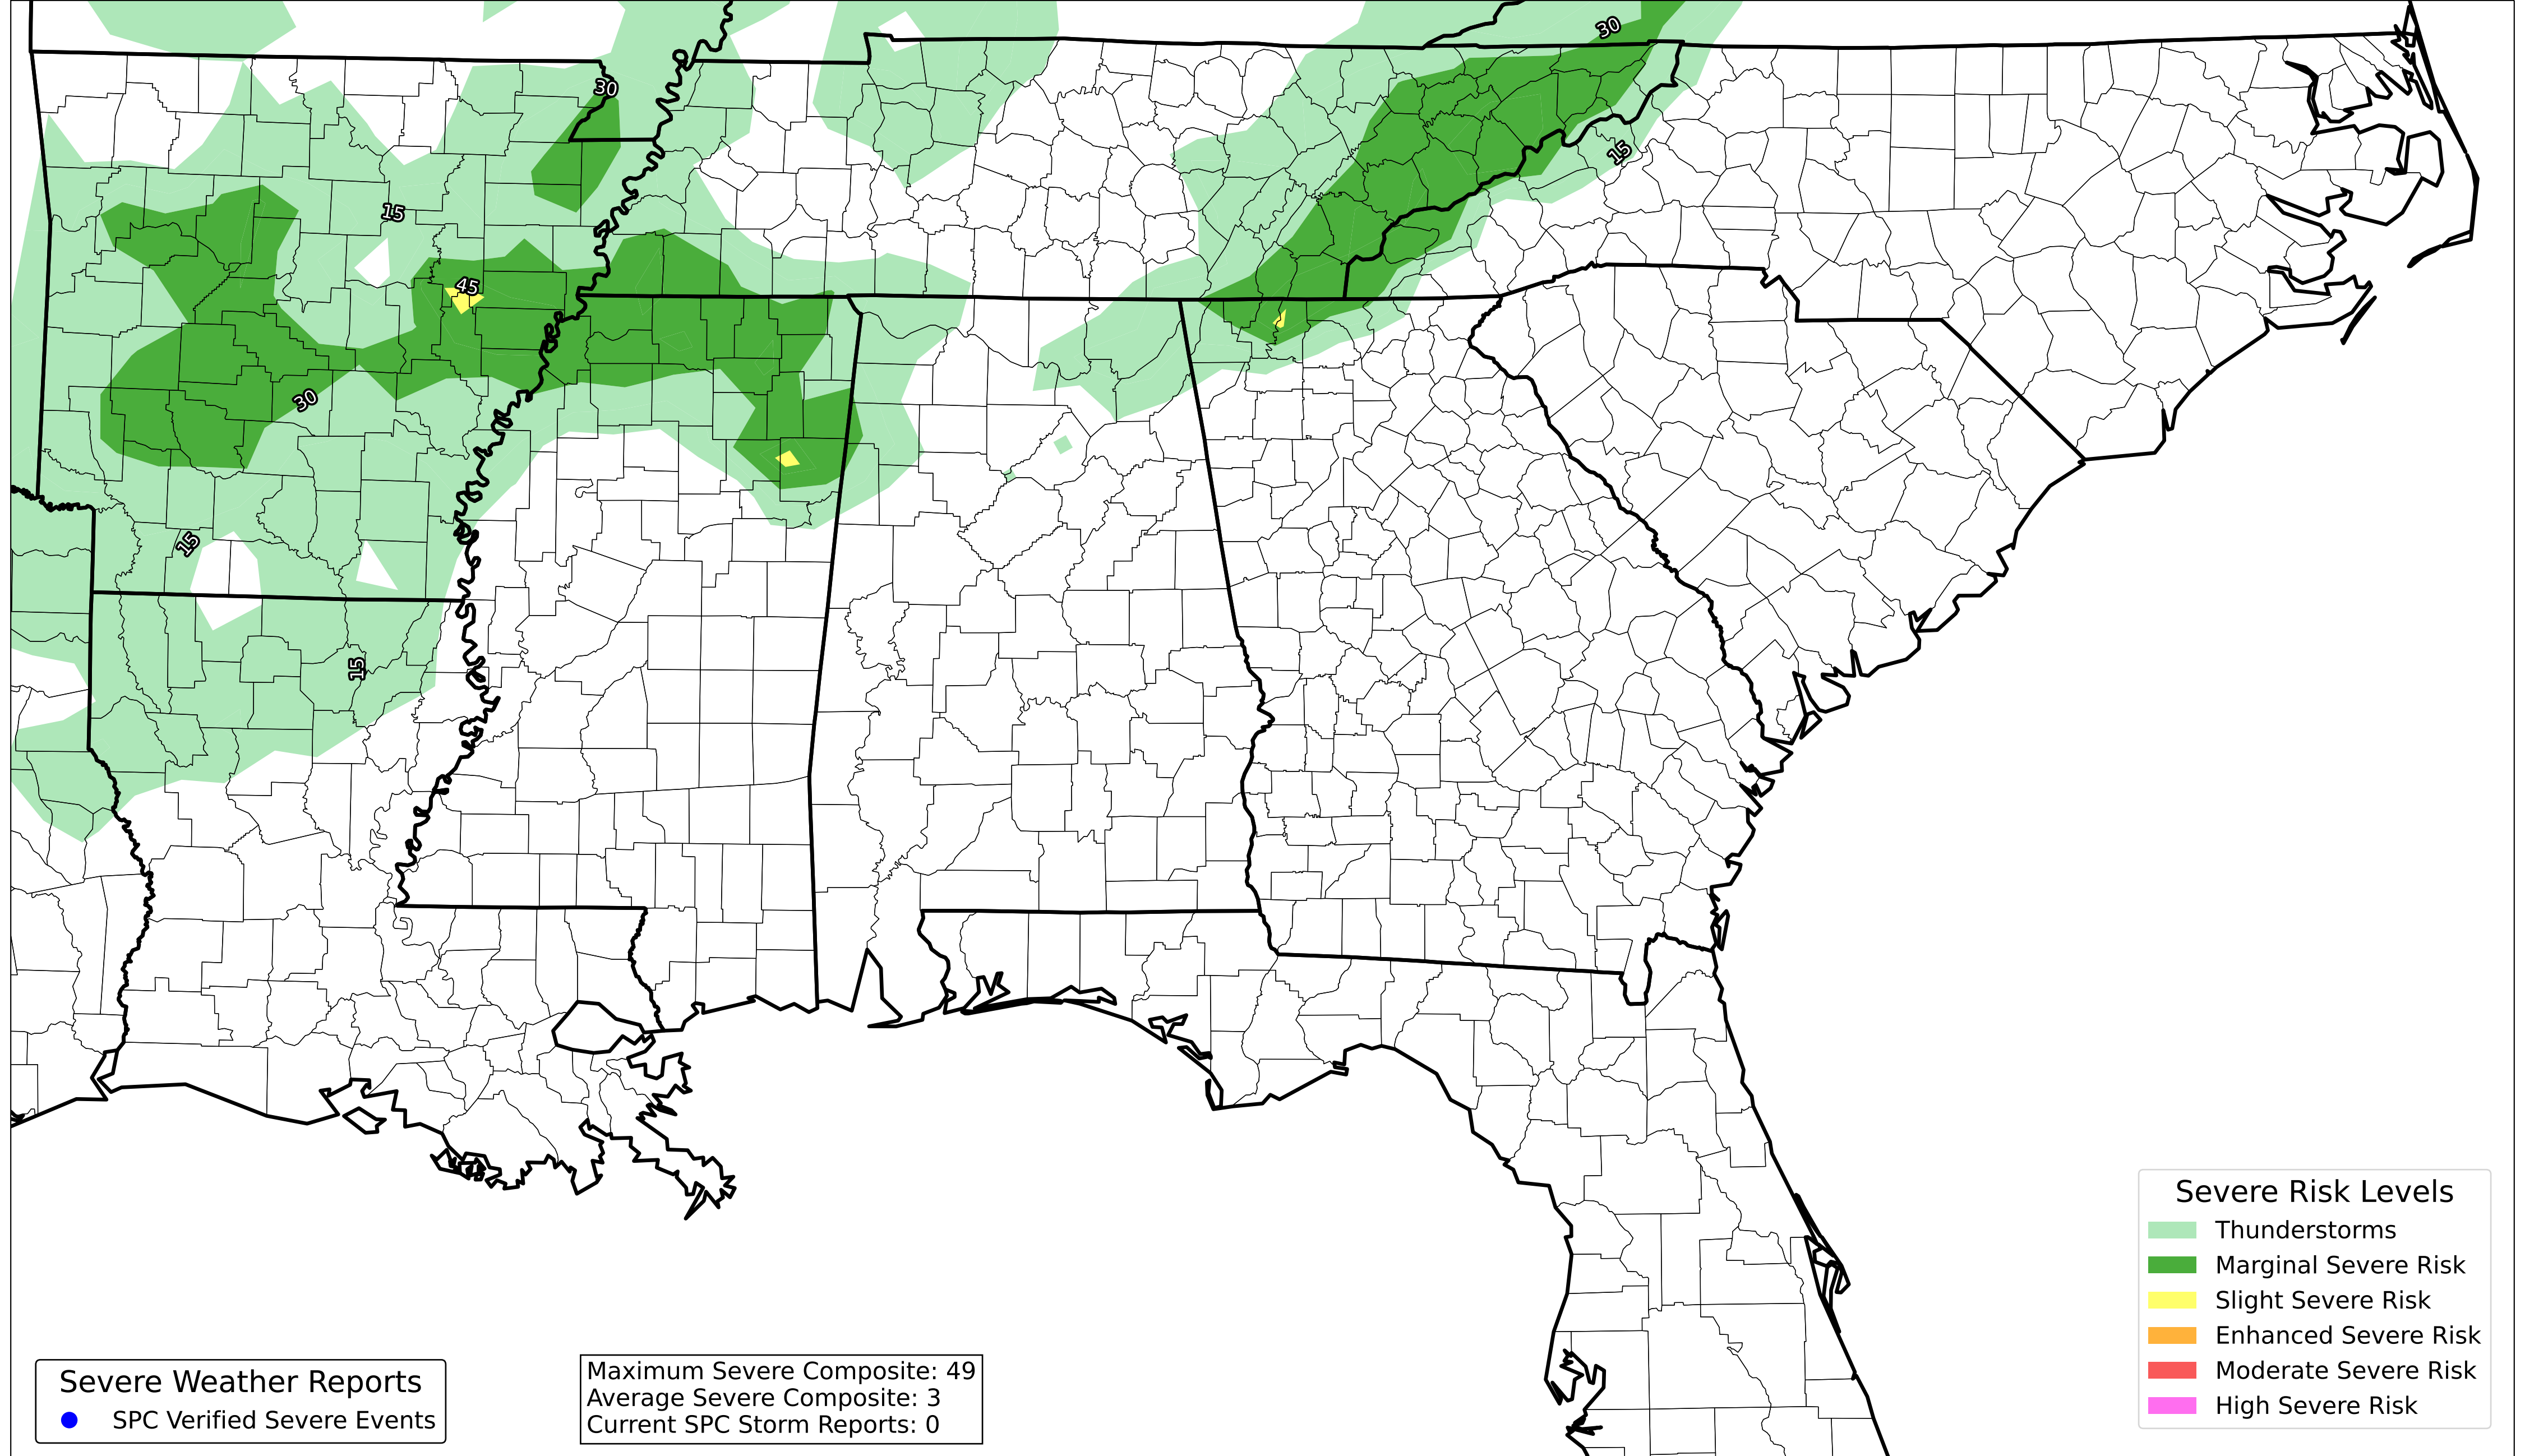 30
30
15
15
45
30
15
15
Severe Risk Levels
Thunderstorms
Marginal Severe Risk
Slight Severe Risk
Enhanced Severe Risk
Moderate Severe Risk
High Severe Risk
Severe Weather Reports
SPC Verified Severe Events
Maximum Severe Composite: 49
Average Severe Composite: 3
Current SPC Storm Reports: 0